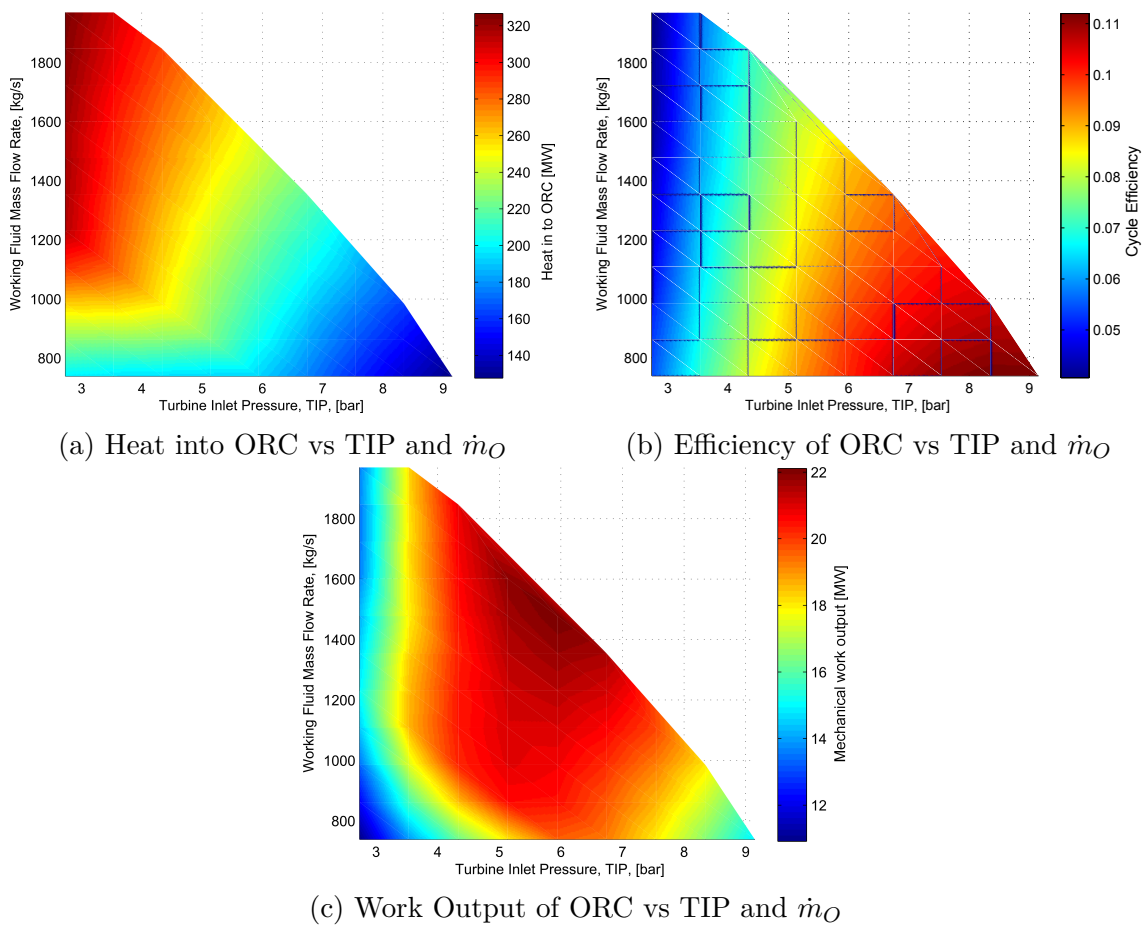 320
300
280
260
240
220
200
180
160
140
Heat in to ORC [MW]
1800
1600
1400
1200
1000
800
Working Fluid Mass Flow Rate, [kg/s]
3 4 5 6 7 8 9
Turbine Inlet Pressure, TIP, [bar]
(a) Heat into ORC vs TIP and ṁO
0.11
0.1
0.09
0.08
0.07
0.06
0.05
Cycle Efficiency
1800
1600
1400
1200
1000
800
Working Fluid Mass Flow Rate, [kg/s]
3 4 5 6 7 8 9
Turbine Inlet Pressure, TIP, [bar]
(b) Efficiency of ORC vs TIP and ṁO
22
20
18
16
14
12
Mechanical work output [MW]
1800
1600
1400
1200
1000
800
Working Fluid Mass Flow Rate, [kg/s]
3 4 5 6 7 8 9
Turbine Inlet Pressure, TIP, [bar]
(c) Work Output of ORC vs TIP and ṁO